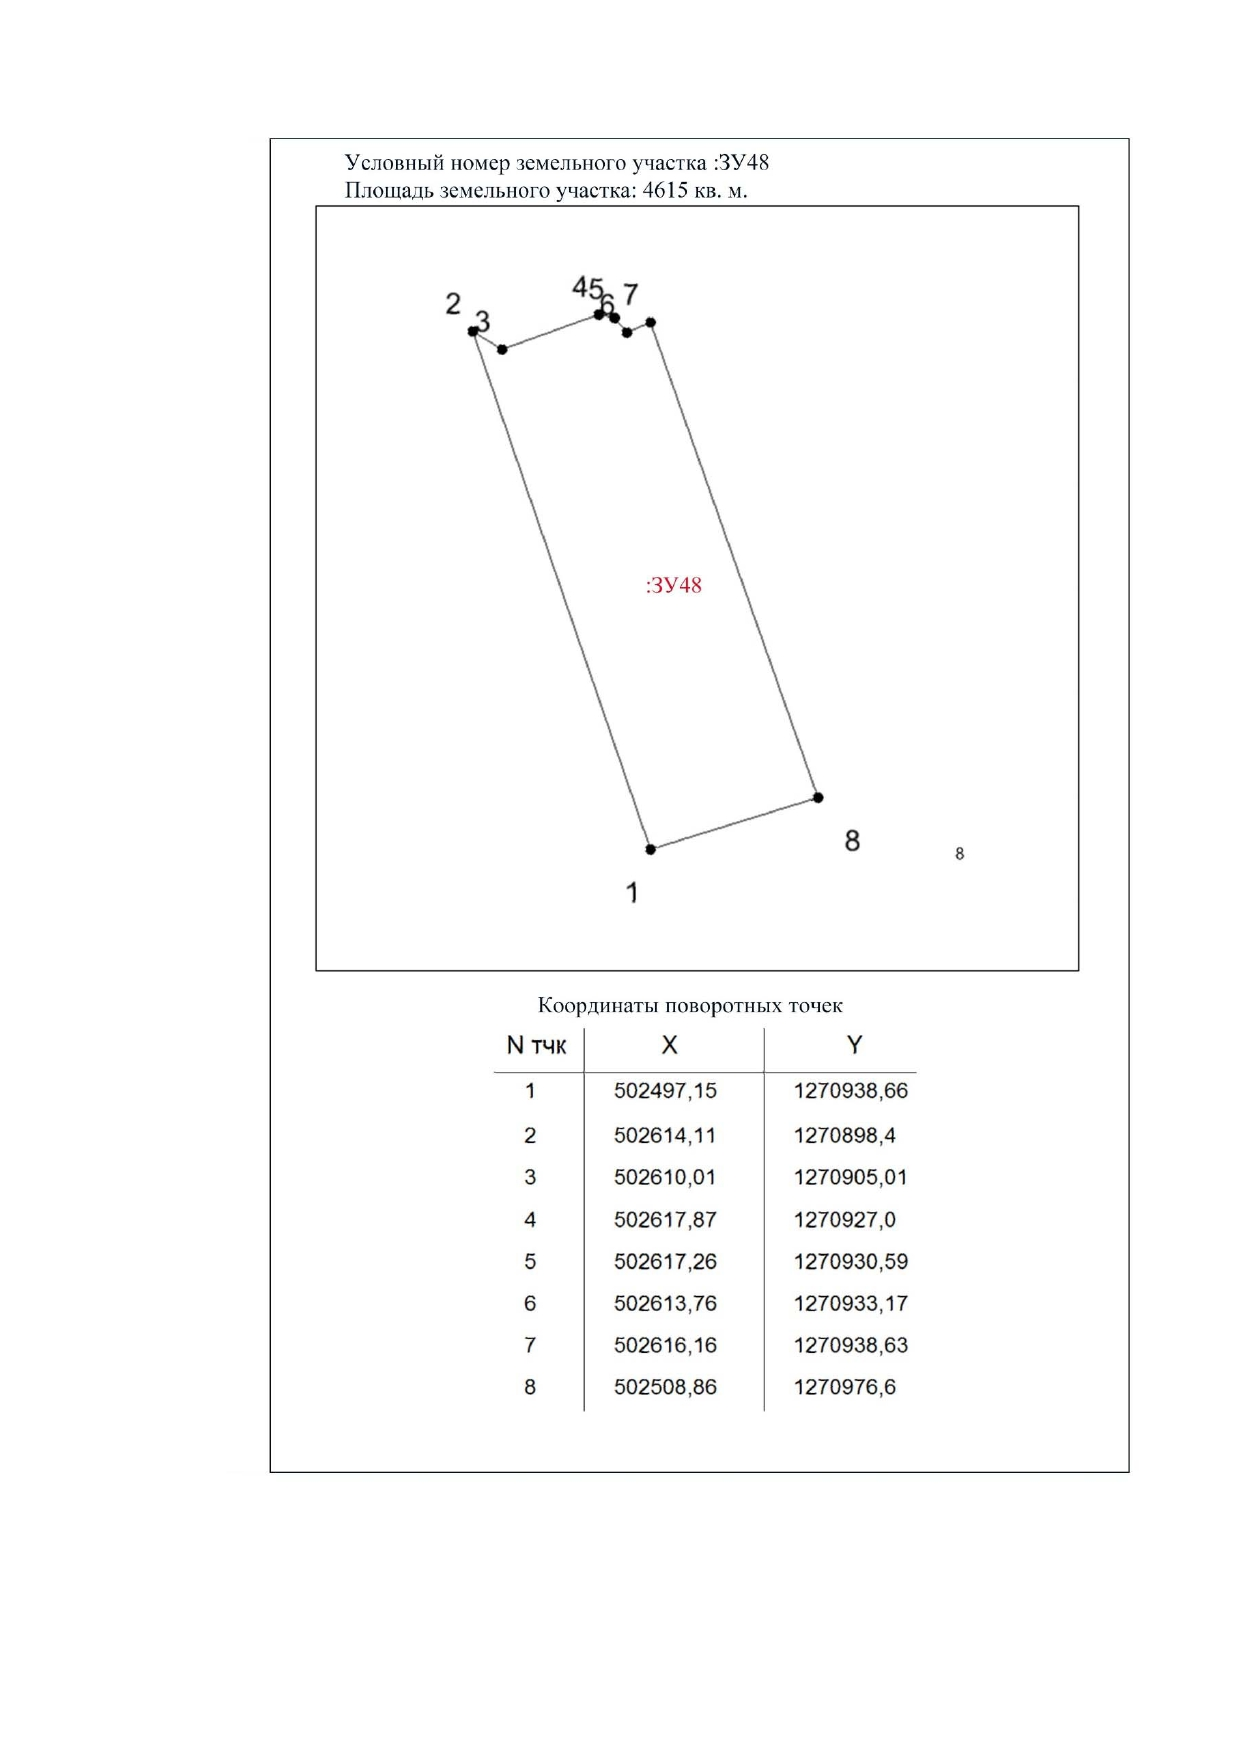 Условный номер земельного участка :ЗУ48
Площадь земельного участка: 4615 кв. м.
2
3
4
5
6
7
:ЗУ48
8
8
1
Координаты поворотных точек
N тчк X Y
1 502497,15 1270938,66
2 502614,11 1270898,4
3 502610,01 1270905,01
4 502617,87 1270927,0
5 502617,26 1270930,59
6 502613,76 1270933,17
7 502616,16 1270938,63
8 502508,86 1270976,6